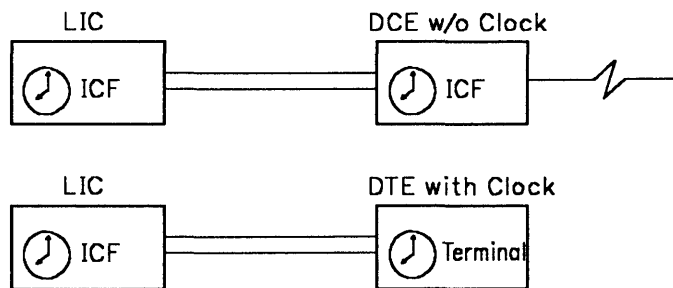 LIC DCE w/o Clock
ICF ICF
LIC DTE with Clock
ICF Terminal